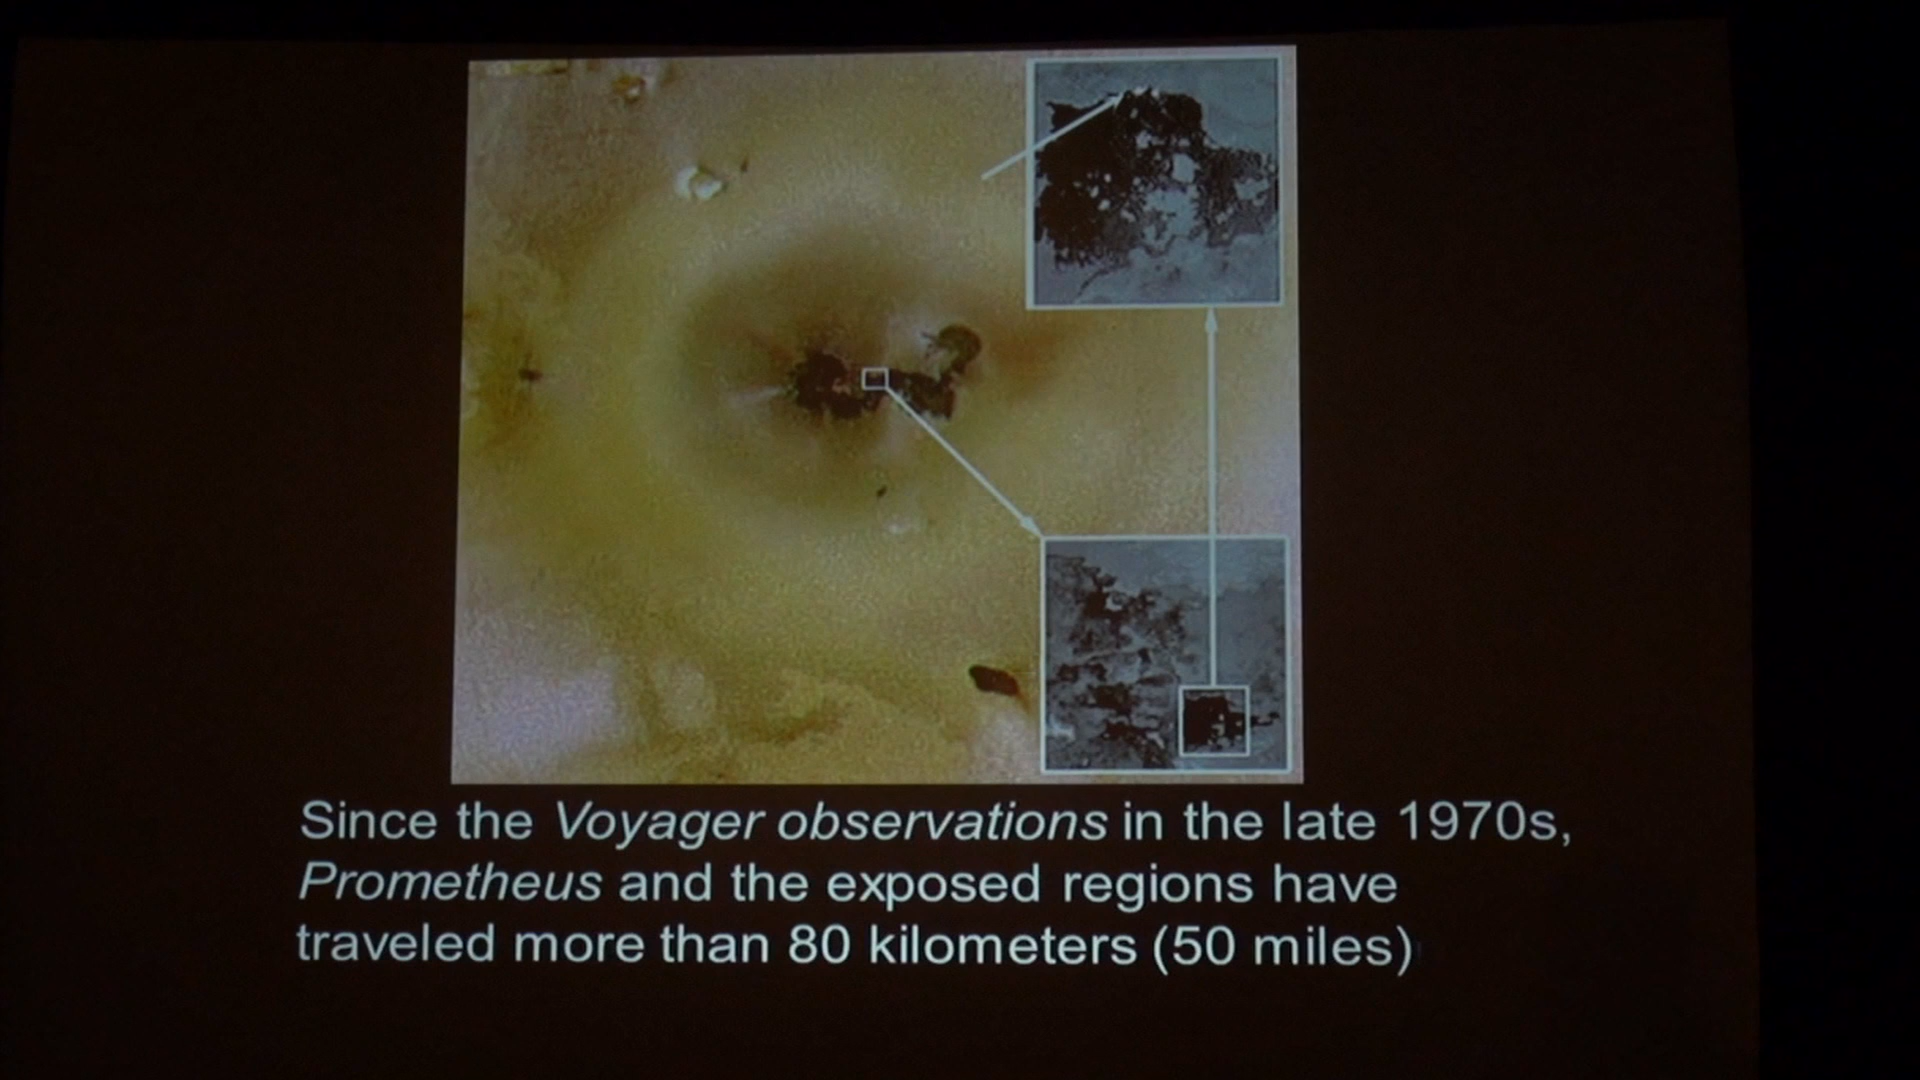 Since the Voyager observations in the late 1970s,
Prometheus and the exposed regions have
traveled more than 80 kilometers (50 miles)